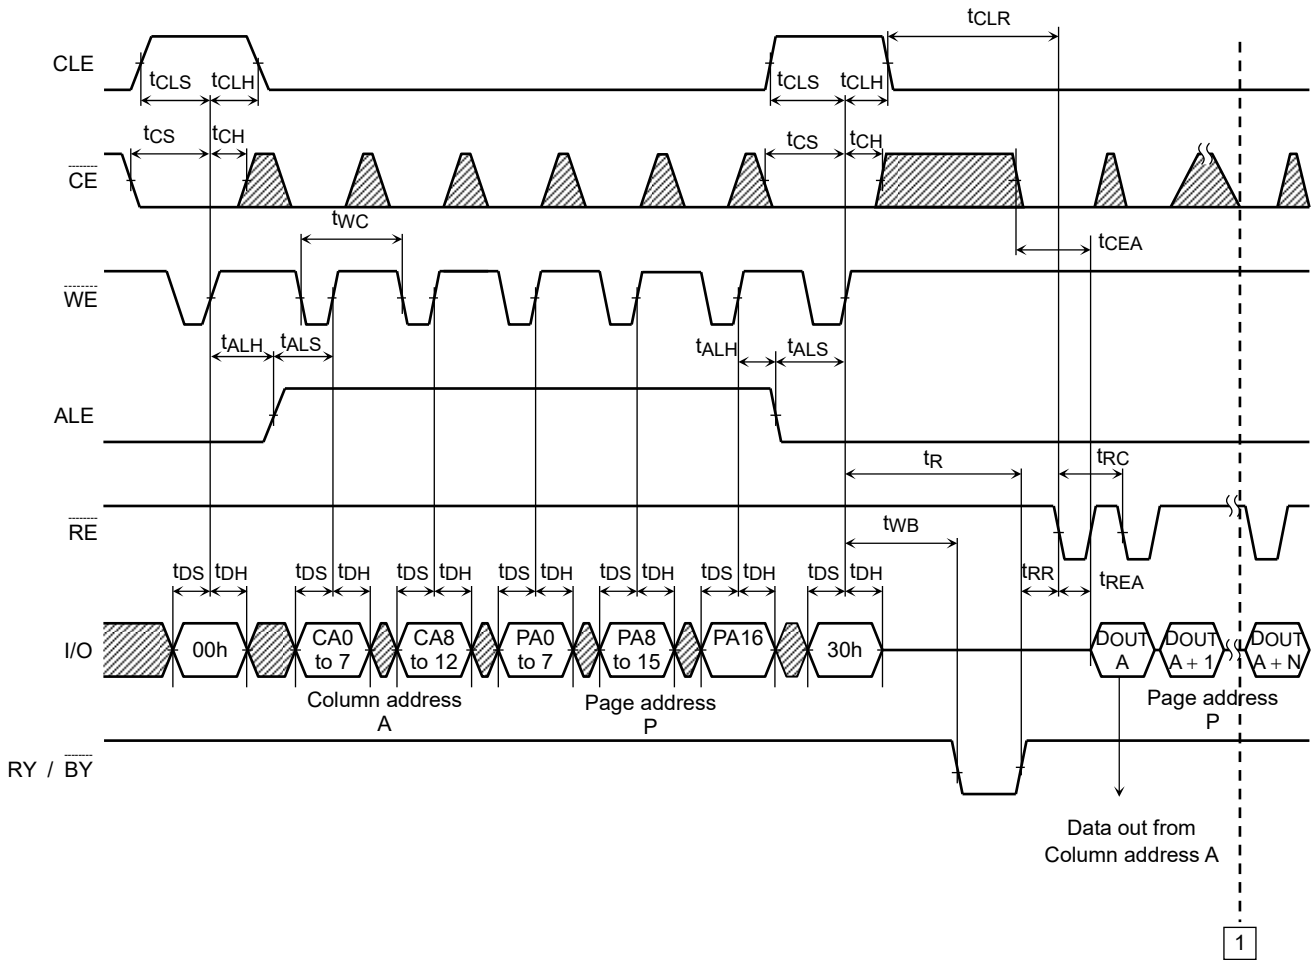 tCLR
CLE
tCLS tCLH tCLS tCLH
tCS tCH tCS tCH
CE
tWC
tCEA
WE
tALH tALS tALH tALS
ALE
tR tRC
RE
tWB
tDS tDH tDS tDH tDS tDH tDS tDH tDS tDH tDS tDH tDS tDH tRR tREA
I/O 00h CA0 to 7 CA8 to 12 PA0 to 7 PA8 to 15 PA16 30h DOUT A DOUT A + 1 DOUT A + N
Column address
A
Page address
P
Page address
P
RY / BY
Data out from
Column address A
1